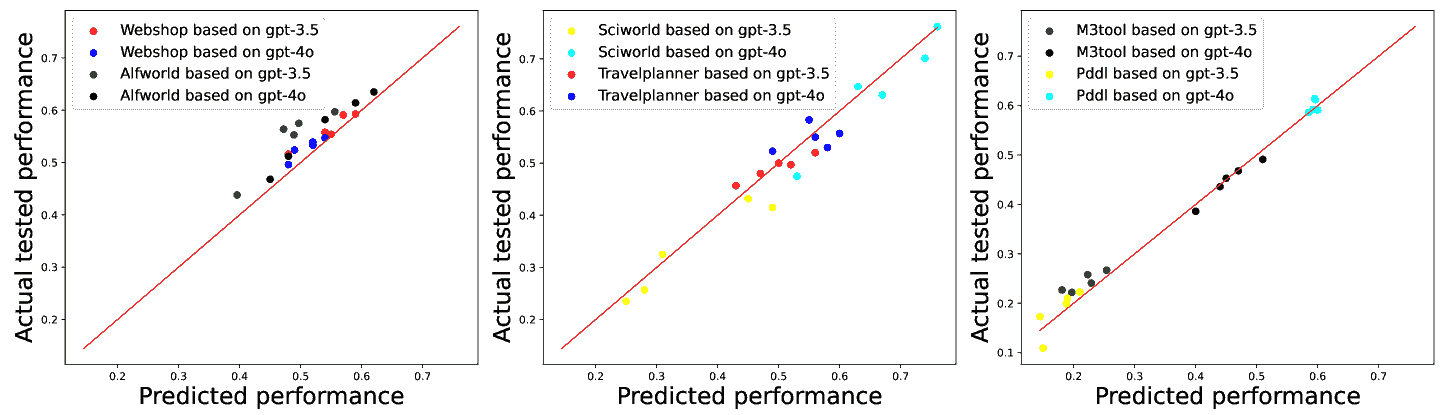 Actual tested performance
0.7
0.6
0.5
0.4
0.3
0.2
Webshop based on gpt-3.5
Webshop based on gpt-4o
Alfworld based on gpt-3.5
Alfworld based on gpt-4o
0.2 0.3 0.4 0.5 0.6 0.7
Predicted performance
Actual tested performance
0.7
0.6
0.5
0.4
0.3
0.2
Sciworld based on gpt-3.5
Sciworld based on gpt-4o
Travelplanner based on gpt-3.5
Travelplanner based on gpt-4o
0.2 0.3 0.4 0.5 0.6 0.7
Predicted performance
Actual tested performance
0.7
0.6
0.5
0.4
0.3
0.2
0.1
M3tool based on gpt-3.5
M3tool based on gpt-4o
Pddl based on gpt-3.5
Pddl based on gpt-4o
0.2 0.3 0.4 0.5 0.6 0.7
Predicted performance